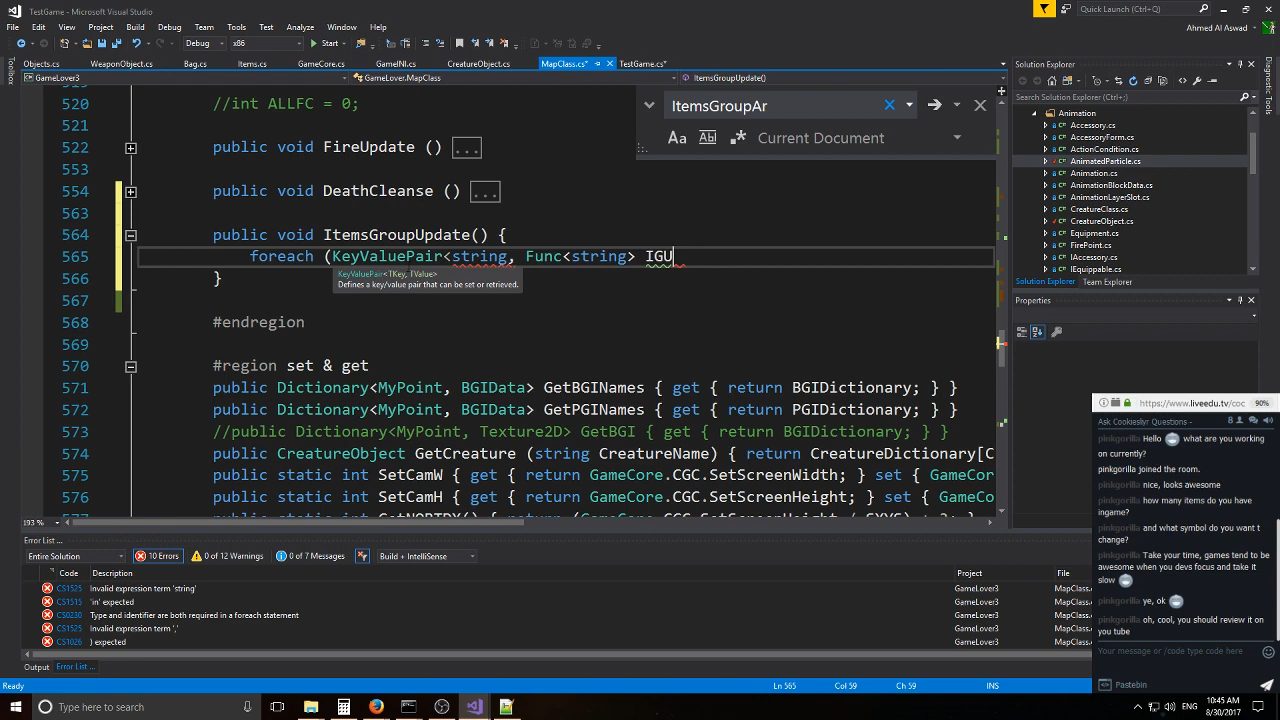 TestGame - Microsoft Visual Studio
Quick Launch (Ctrl+Q)
File Edit View Project Build Debug Team Tools Test Analyze Window Help
Ahmed Al Aswad
Debug x86 Start
Objects.cs WeaponObject.cs Bag.cs Items.cs GameCore.cs GameNI.cs CreatureObject.cs MapClass.cs* TestGame.cs*
GameLover3 GameLover.MapClass ItemsGroupUpdate()
Toolbox
ItemsGroupAr
Aa Abl Current Document
519
520 //int ALLFC = 0;
521
522 public void FireUpdate () ...
553
554 public void DeathCleanse () ...
563
564 public void ItemsGroupUpdate() {
565 foreach (KeyValuePair<string, Func<string> IGU
566 }
KeyValuePair<TKey, TValue>
Defines a key/value pair that can be set or retrieved.
567
568 #endregion
569
570 #region set & get
571 public Dictionary<MyPoint, BGIData> GetBGINames { get { return BGIDictionary; } }
572 public Dictionary<MyPoint, BGIData> GetPGINames { get { return PGIDictionary; } }
573 //public Dictionary<MyPoint, Texture2D> GetBGI { get { return BGIDictionary; } }
574 public CreatureObject GetCreature (string CreatureName) { return CreatureDictionary[C
575 public static int SetCamW { get { return GameCore.CGC.SetScreenWidth; } set { GameCo
576 public static int SetCamH { get { return GameCore.CGC.SetScreenHeight; } set { GameC
193 %
Error List ...
Entire Solution 10 Errors 0 of 12 Warnings 0 of 7 Messages Build + IntelliSense
Code Description Project File
CS1525 Invalid expression term 'string' GameLover3 MapClass.c
CS1515 'in' expected GameLover3 MapClass.c
CS0230 Type and identifier are both required in a foreach statement GameLover3 MapClass.c
CS1525 Invalid expression term ',' GameLover3 MapClass.c
CS1026 ) expected GameLover3 MapClass.c
Output Error List ...
Ready Ln 565 Col 59 Ch 59 INS
Solution Explorer
Search Solution Explorer (Ctrl+;)
Animation
Accessory.cs
AccessoryForm.cs
ActionCondition.cs
AnimatedParticle.cs
Animation.cs
AnimationBlockData.cs
AnimationLayerSlot.cs
CharacterClass.cs
CreatureObject.cs
Equipment.cs
FirePoint.cs
IAnimation.cs
IEquippable.cs
Solution Explorer Team Explorer
Properties
Diagnostic Tools
https://www.liveedu.tv/coc 90%
Ask Cookieslyr Questions -
8
pinkgorilla Hello what are you working
on currently?
pinkgorilla joined the room.
pinkgorilla nice, looks awesome
pinkgorilla how many items do you have
ingame?
pinkgorilla and what symbol do you want t
change?
pinkgorilla Take your time, games tend to be
awesome when you devs focus and take it
slow
pinkgorilla ye, ok
pinkgorilla oh, cool, you should review it on
you tube
Your message or /code type code here
Pastebin
Type here to search
ENG
10:45 AM
8/30/2017